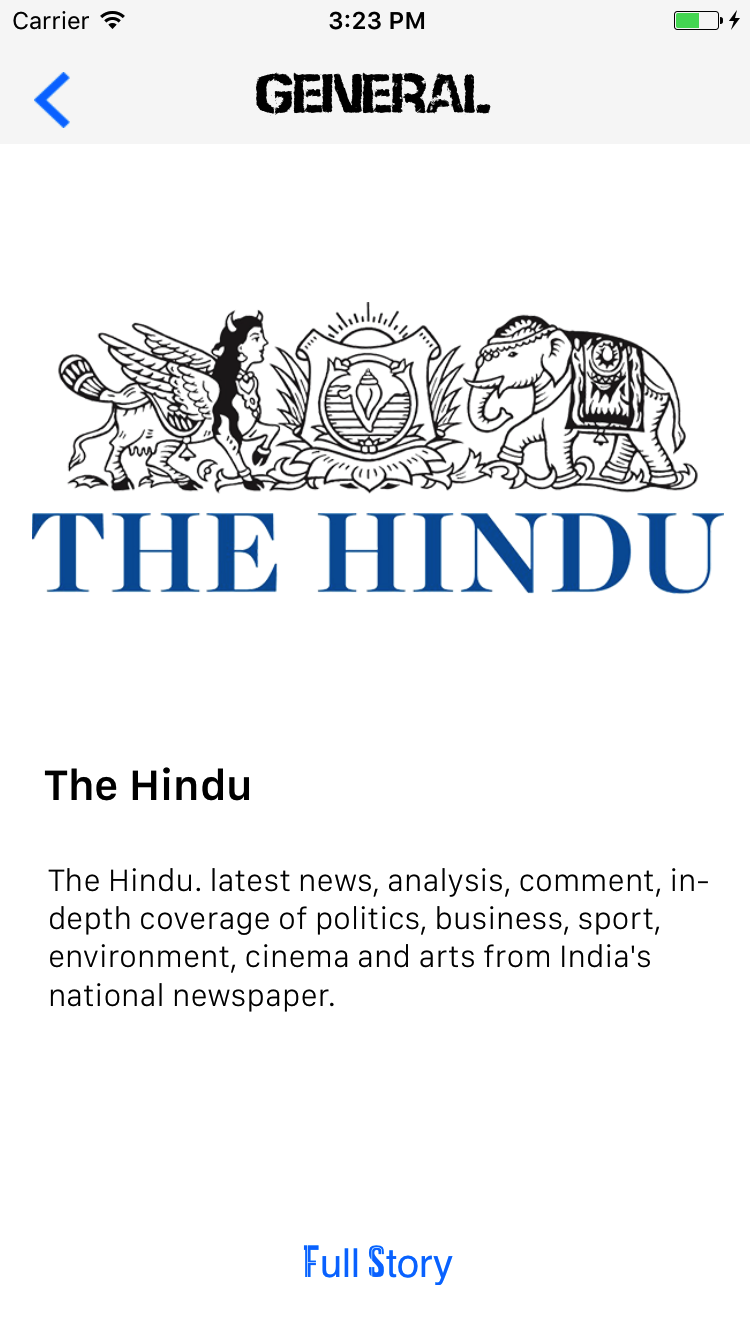 Carrier 3:23 PM
GENERAL
THE HINDU
The Hindu
The Hindu. latest news, analysis, comment, in-
depth coverage of politics, business, sport,
environment, cinema and arts from India's
national newspaper.
Full Story